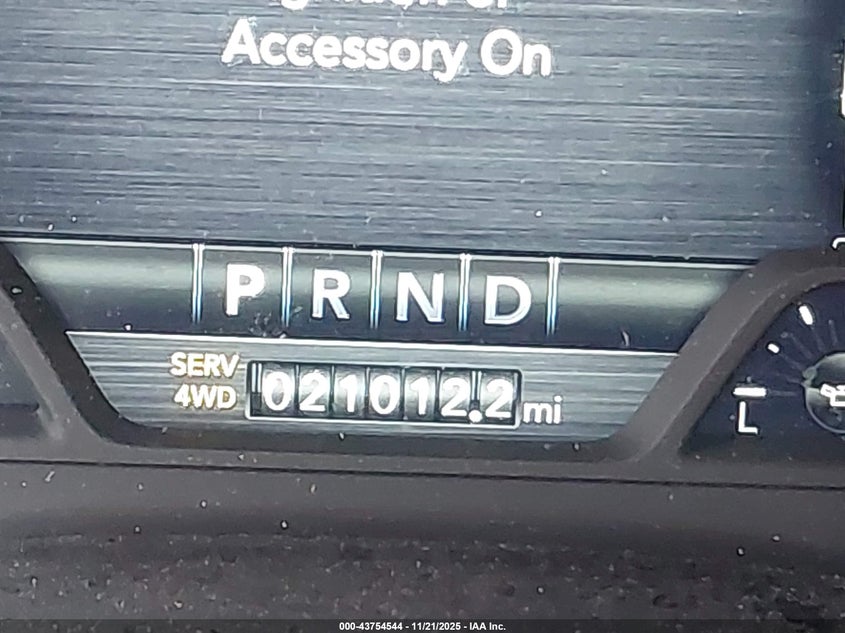 Accessory On
P R N D
SERV
4WD
021012.2 mi
L
000-43754544 - 11/21/2025 - IAA Inc.